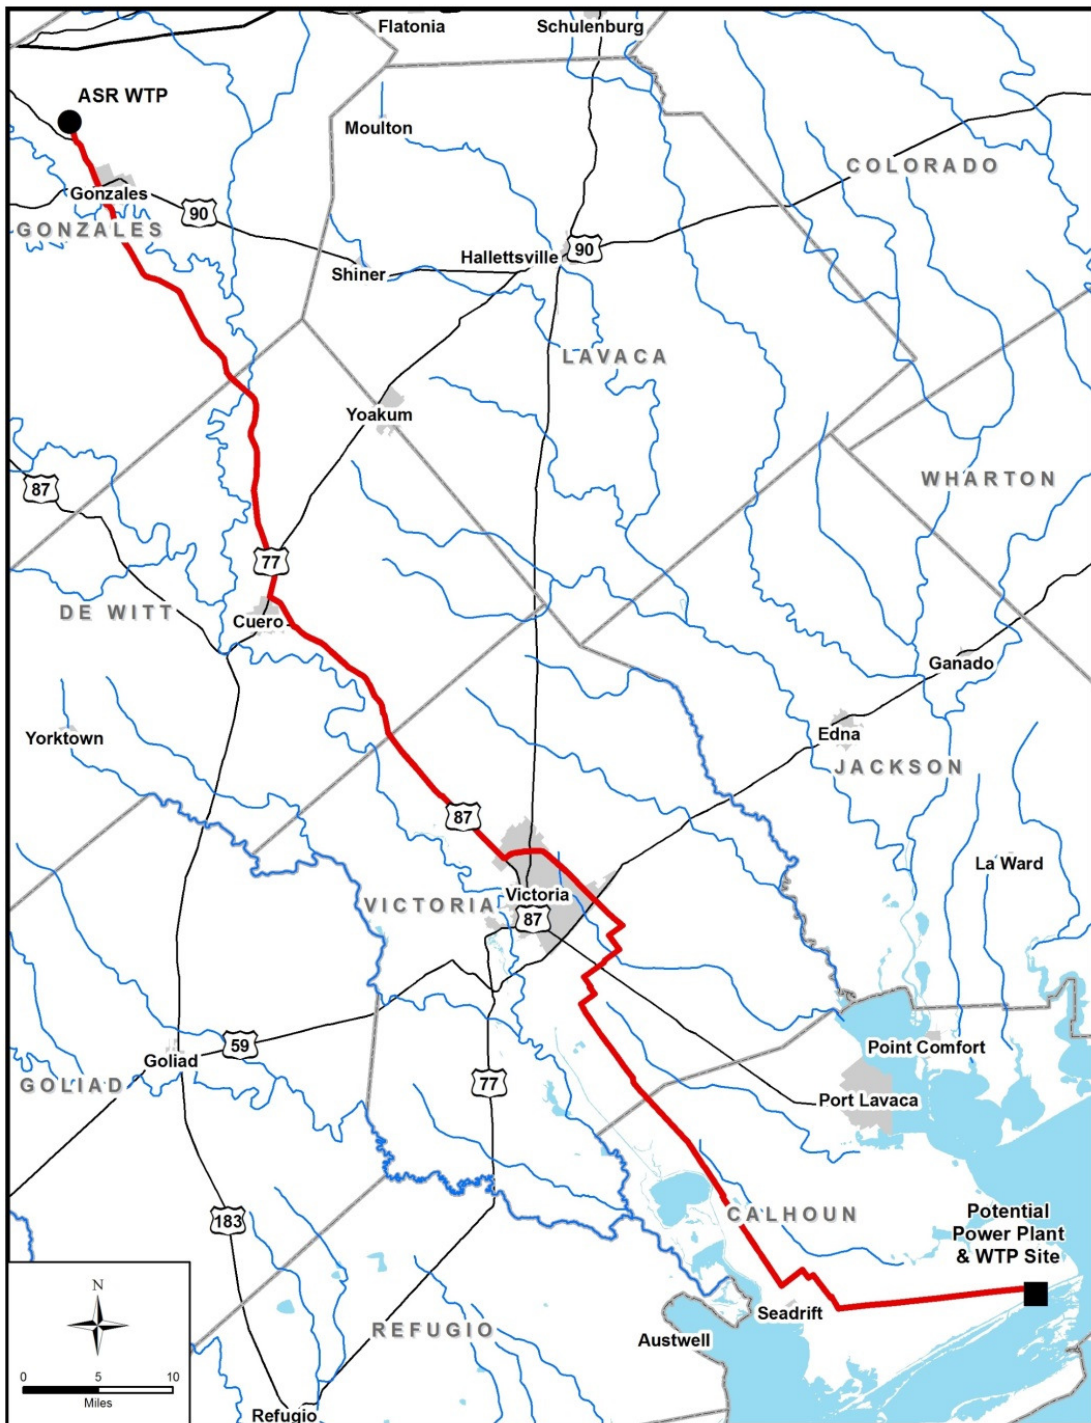 Flatonia
Schulenburg
ASR WTP
Moulton
COLORADO
Gonzales
90
GONZALES
Hallettsville
90
Shiner
LAVACA
Yoakum
87
WHARTON
77
DE WITT
Cuero
Ganado
Yorktown
Edna
JACKSON
87
La Ward
Victoria
VICTORIA
87
59
Goliad
Point Comfort
GOLIAD
77
Port Lavaca
183
CALHOUN
Potential
Power Plant
& WTP Site
N
Seadrift
REFUGIO
Austwell
0 5 10
Miles
Refugio